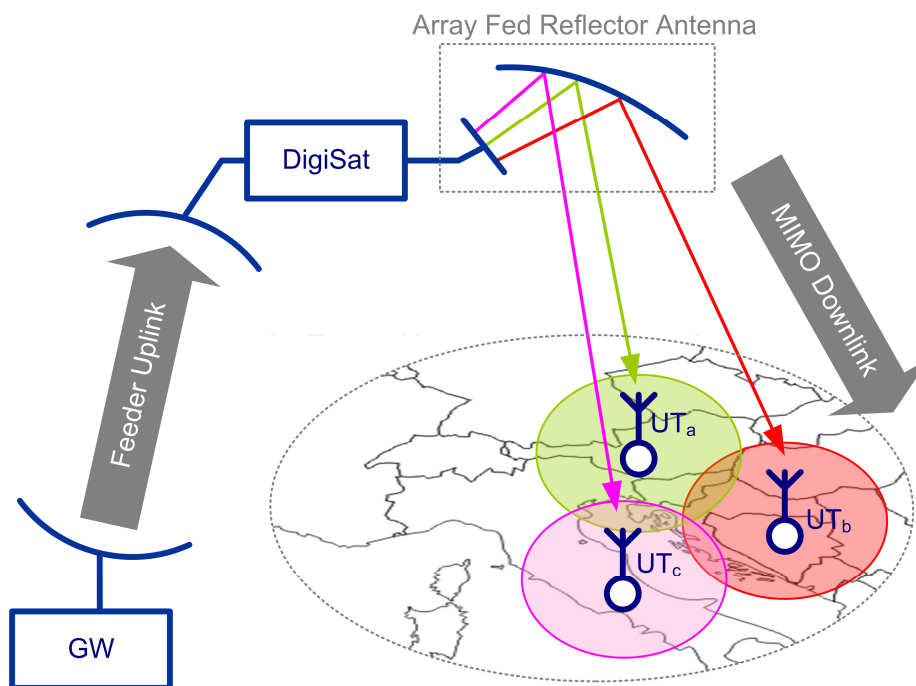 Array Fed Reflector Antenna
DigiSat
MIMO Downlink
Feeder Uplink
UTa
UTb
UTc
GW